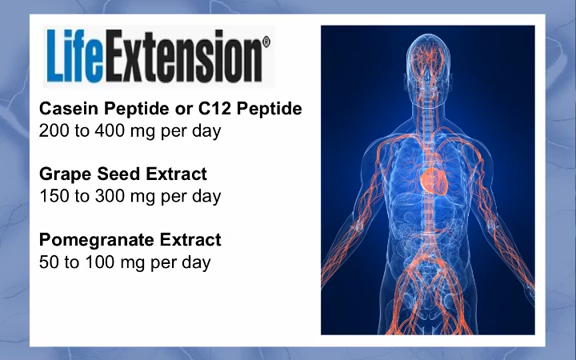 LifeExtension®
Casein Peptide or C12 Peptide
200 to 400 mg per day
Grape Seed Extract
150 to 300 mg per day
Pomegranate Extract
50 to 100 mg per day